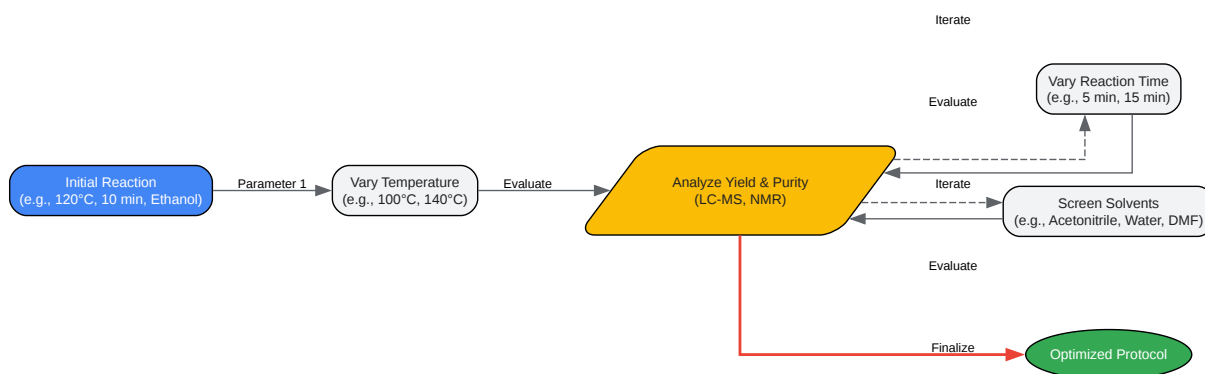 Iterate
Vary Reaction Time
(e.g., 5 min, 15 min)
Evaluate
Initial Reaction
(e.g., 120°C, 10 min, Ethanol)
Parameter 1
Vary Temperature
(e.g., 100°C, 140°C)
Evaluate
Analyze Yield & Purity
(LC-MS, NMR)
Iterate
Screen Solvents
(e.g., Acetonitrile, Water, DMF)
Evaluate
Finalize
Optimized Protocol